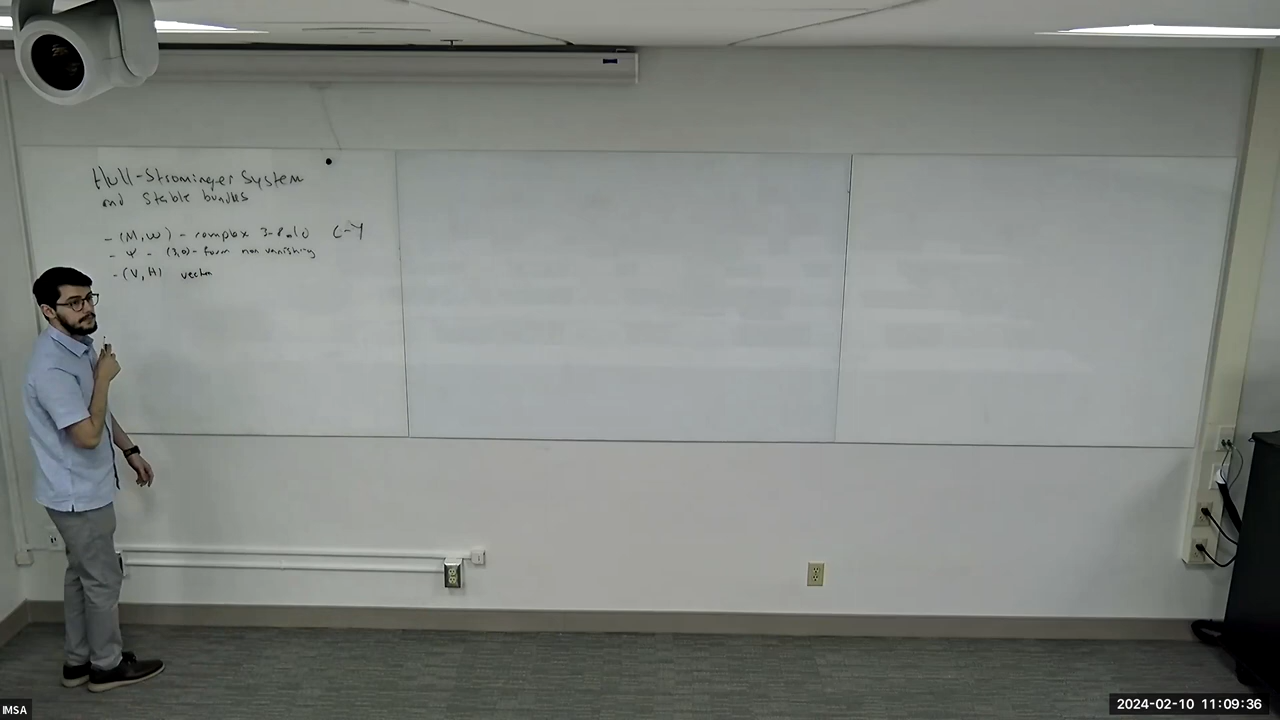 Hull-Strominger System
and Stable bundles
- (M, ω) - complex 3-fold C-Y
- Ψ - (3,0)-form non vanishing
- (V, H) vector
IMSA
2024-02-10 11:09:36